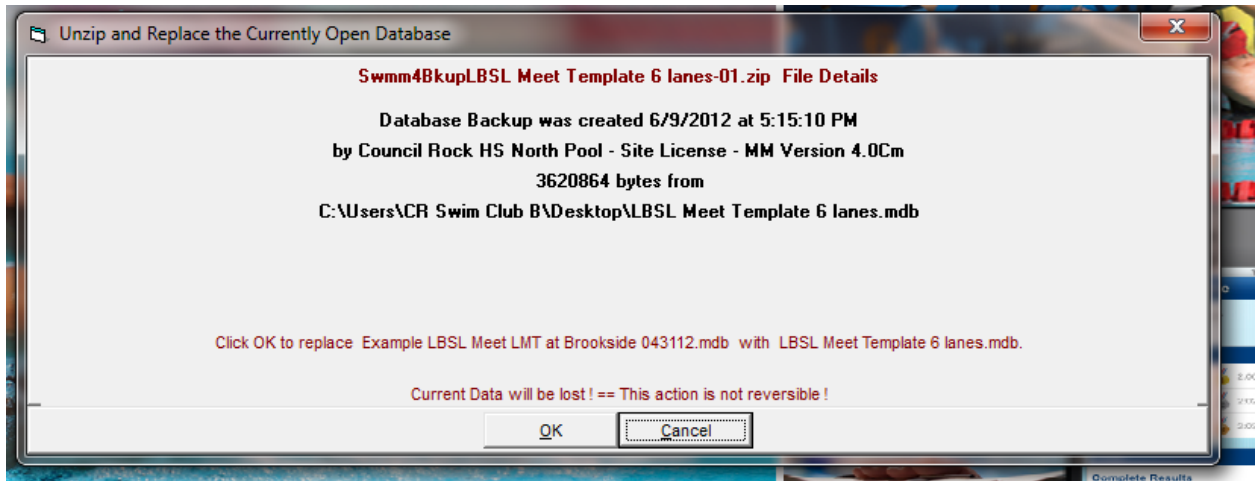 Unzip and Replace the Currently Open Database
x
Swmm4BkupLBSL Meet Template 6 lanes-01.zip File Details
Database Backup was created 6/9/2012 at 5:15:10 PM
by Council Rock HS North Pool - Site License - MM Version 4.0Cm
3620864 bytes from
C:\Users\CR Swim Club B\Desktop\LBSL Meet Template 6 lanes.mdb
Click OK to replace Example LBSL Meet LMT at Brookside 043112.mdb with LBSL Meet Template 6 lanes.mdb.
Current Data will be lost ! == This action is not reversible !
OK Cancel
Complete Results